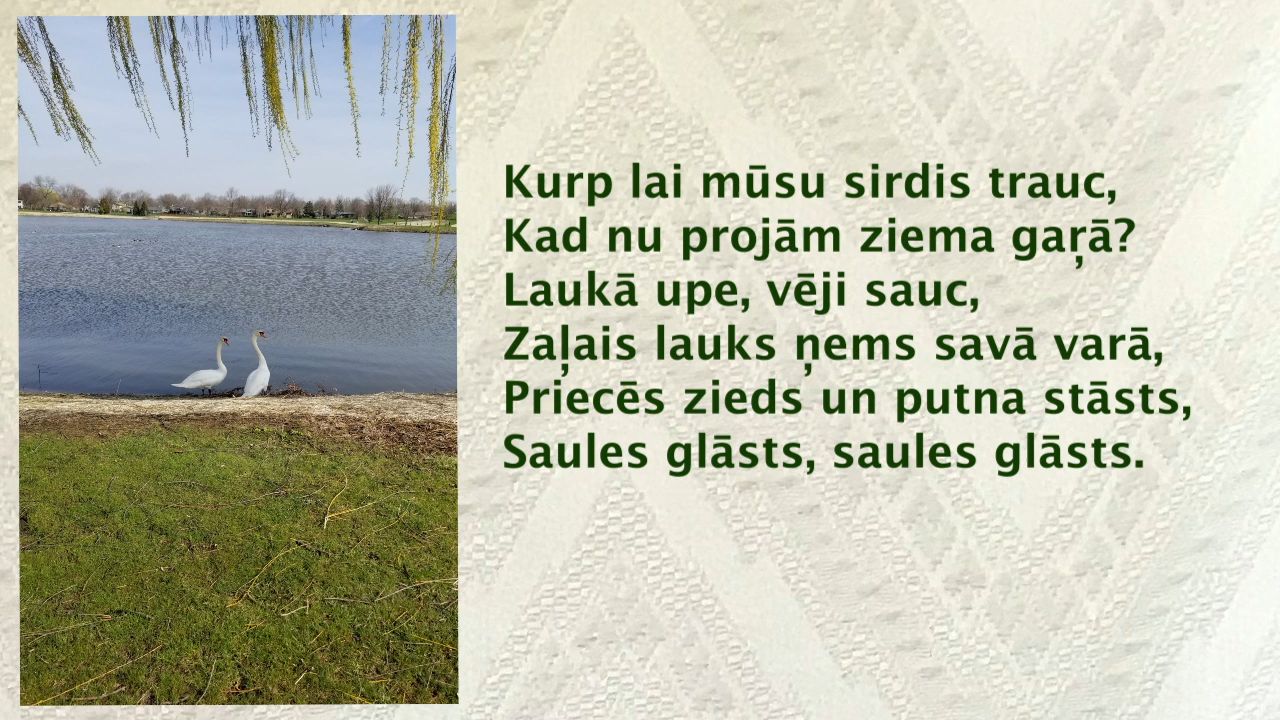 Kurp lai mūsu sirdis trauc,
Kad nu projām ziema gaŗā?
Laukā upe, vēji sauc,
Zaļais lauks ņems savā varā,
Priecēs zieds un putna stāsts,
Saules glāsts, saules glāsts.